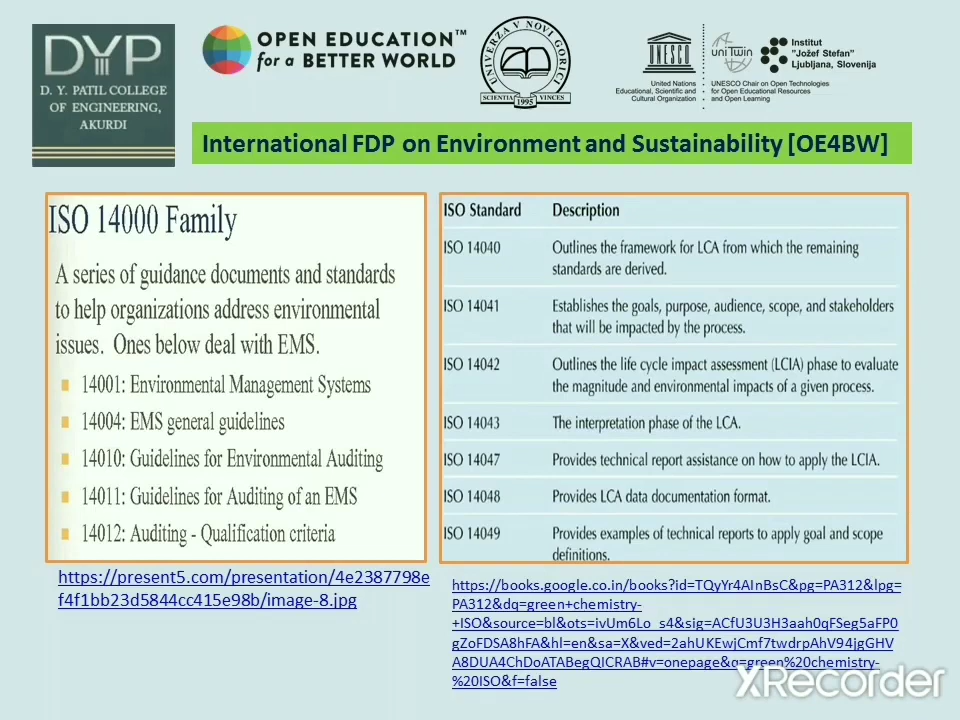 DYP
D. Y. PATIL COLLEGE
OF ENGINEERING,
AKURDI
OPEN EDUCATION™
for a BETTER WORLD
UNIVERZA V NOVI GORICI
SCIENTIA VINCES
1995
UNESCO
United Nations
Educational, Scientific and
Cultural Organization
uniTwin
UNESCO Chair on Open Technologies
for Open Educational Resources
and Open Learning
Institut
"Jožef Stefan"
Ljubljana, Slovenija
International FDP on Environment and Sustainability [OE4BW]
ISO 14000 Family
A series of guidance documents and standards
to help organizations address environmental
issues. Ones below deal with EMS.
14001: Environmental Management Systems
14004: EMS general guidelines
14010: Guidelines for Environmental Auditing
14011: Guidelines for Auditing of an EMS
14012: Auditing - Qualification criteria
https://present5.com/presentation/4e2387798e
f4f1bb23d5844cc415e98b/image-8.jpg
ISO Standard Description
ISO 14040 Outlines the framework for LCA from which the remaining
standards are derived.
ISO 14041 Establishes the goals, purpose, audience, scope, and stakeholders
that will be impacted by the process.
ISO 14042 Outlines the life cycle impact assessment (LCIA) phase to evaluate
the magnitude and environmental impacts of a given process.
ISO 14043 The interpretation phase of the LCA.
ISO 14047 Provides technical report assistance on how to apply the LCIA.
ISO 14048 Provides LCA data documentation format.
ISO 14049 Provides examples of technical reports to apply goal and scope
definitions.
https://books.google.co.in/books?id=TQyYr4AInBsC&pg=PA312&lpg=
PA312&dq=green+chemistry-
+ISO&source=bl&ots=ivUm6Lo_s4&sig=ACfU3U3H3aah0qFSeg5aFP0
gZoFDSA8hFA&hl=en&sa=X&ved=2ahUKEwjCmf7twdrpAhV94jgGHV
A8DUA4ChDoATABegQICRAB#v=onepage&q=green%20chemistry-
%20ISO&f=false
XRecorder